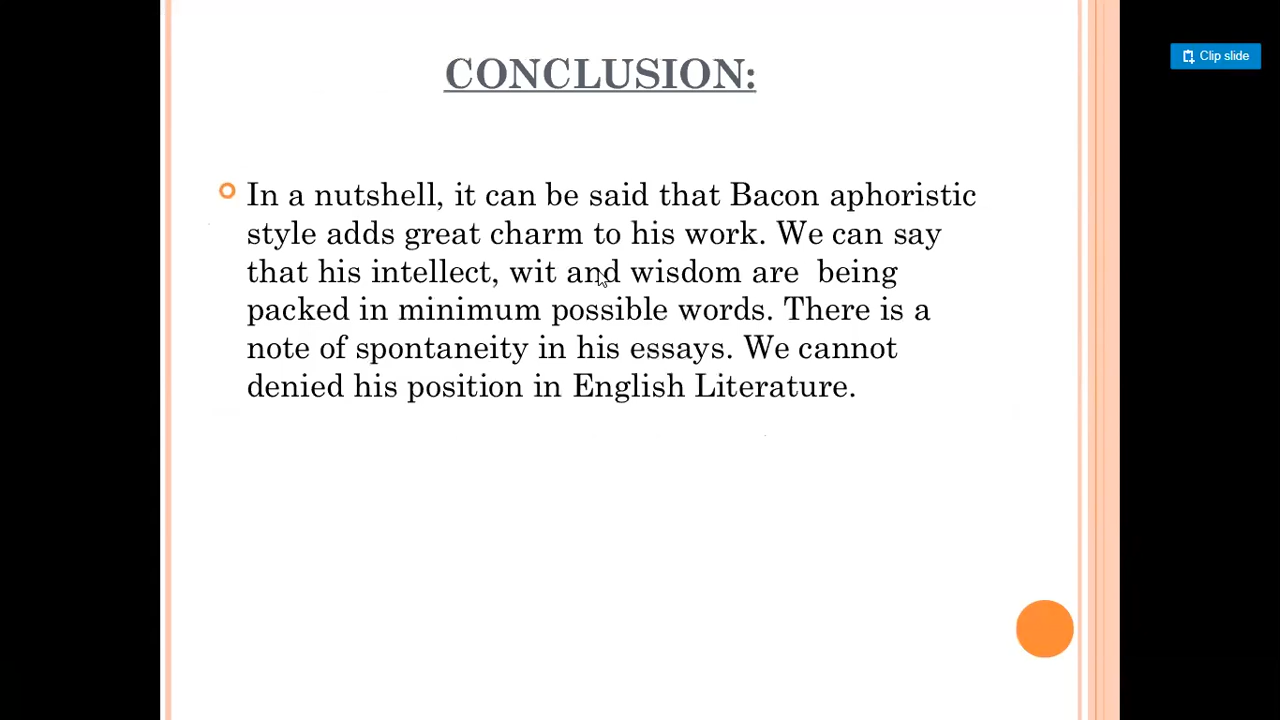 CONCLUSION:
Clip slide
In a nutshell, it can be said that Bacon aphoristic
style adds great charm to his work. We can say
that his intellect, wit and wisdom are  being
packed in minimum possible words. There is a
note of spontaneity in his essays. We cannot
denied his position in English Literature.